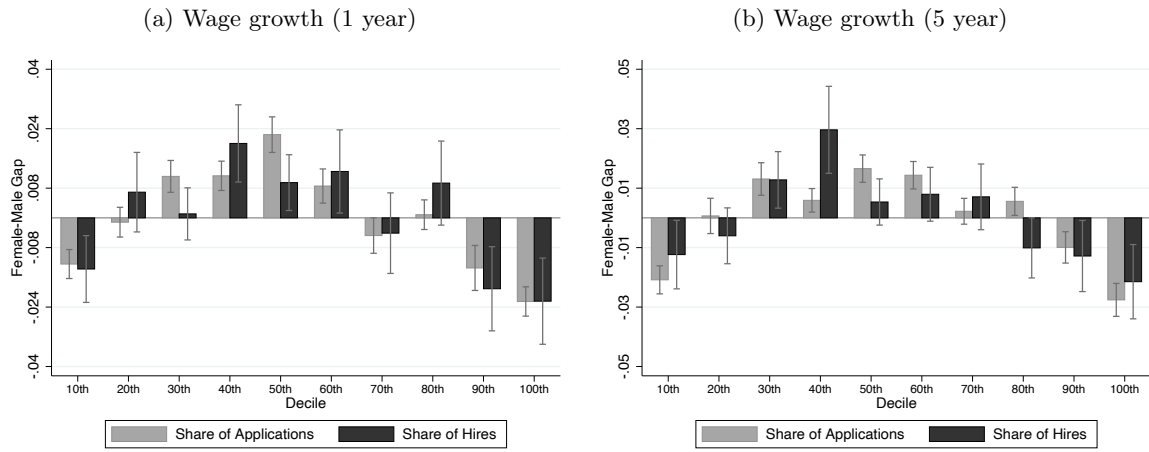 (a) Wage growth (1 year)
Female-Male Gap
.04
.024
.008
-.008
-.024
-.04
10th 20th 30th 40th 50th 60th 70th 80th 90th 100th
Decile
Share of Applications Share of Hires
(b) Wage growth (5 year)
Female-Male Gap
.05
.03
.01
-.01
-.03
-.05
10th 20th 30th 40th 50th 60th 70th 80th 90th 100th
Decile
Share of Applications Share of Hires